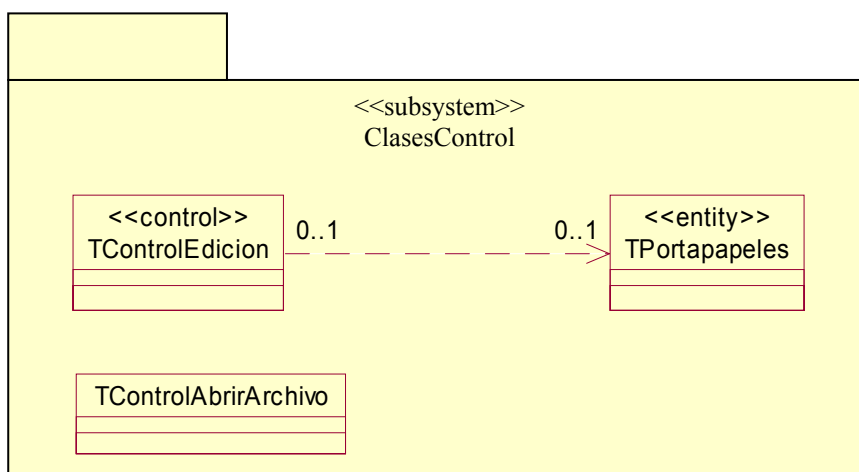 <<subsystem>>
ClasesControl
<<control>>
TControlEdicion
0..1
0..1
<<entity>>
TPortapapeles
TControlAbrirArchivo